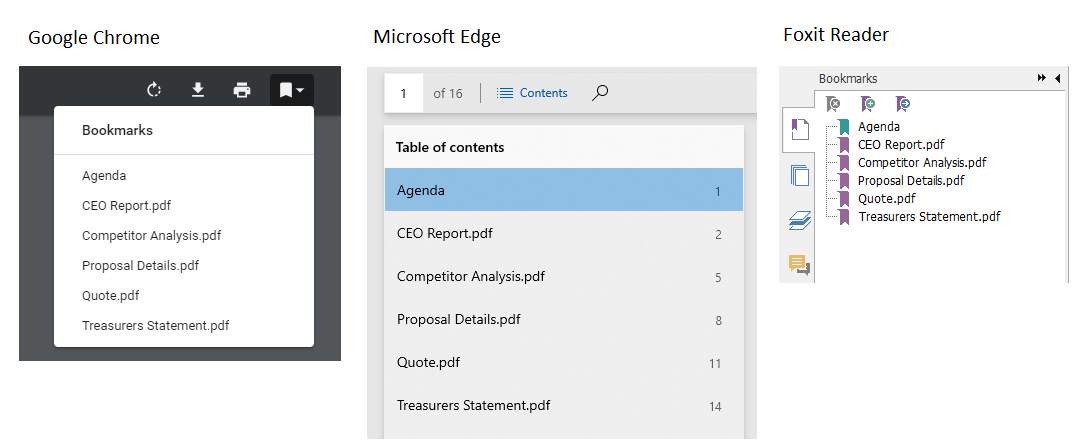 Google Chrome
Bookmarks
Agenda
CEO Report.pdf
Competitor Analysis.pdf
Proposal Details.pdf
Quote.pdf
Treasurers Statement.pdf
Microsoft Edge
1 of 16 Contents
Table of contents
Agenda 1
CEO Report.pdf 2
Competitor Analysis.pdf 5
Proposal Details.pdf 8
Quote.pdf 11
Treasurers Statement.pdf 14
Foxit Reader
Bookmarks
Agenda
CEO Report.pdf
Competitor Analysis.pdf
Proposal Details.pdf
Quote.pdf
Treasurers Statement.pdf